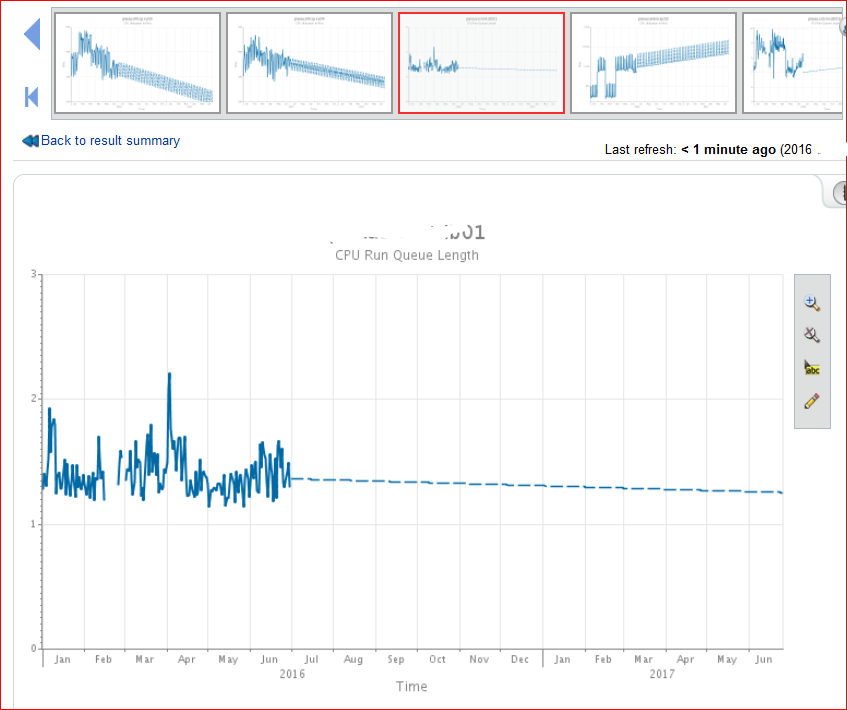 Back to result summary
Last refresh: < 1 minute ago (2016
CPU Run Queue Length
3
2
1
0
Jan Feb Mar Apr May Jun Jul Aug Sep Oct Nov Dec Jan Feb Mar Apr May Jun
2016 2017
Time
abc